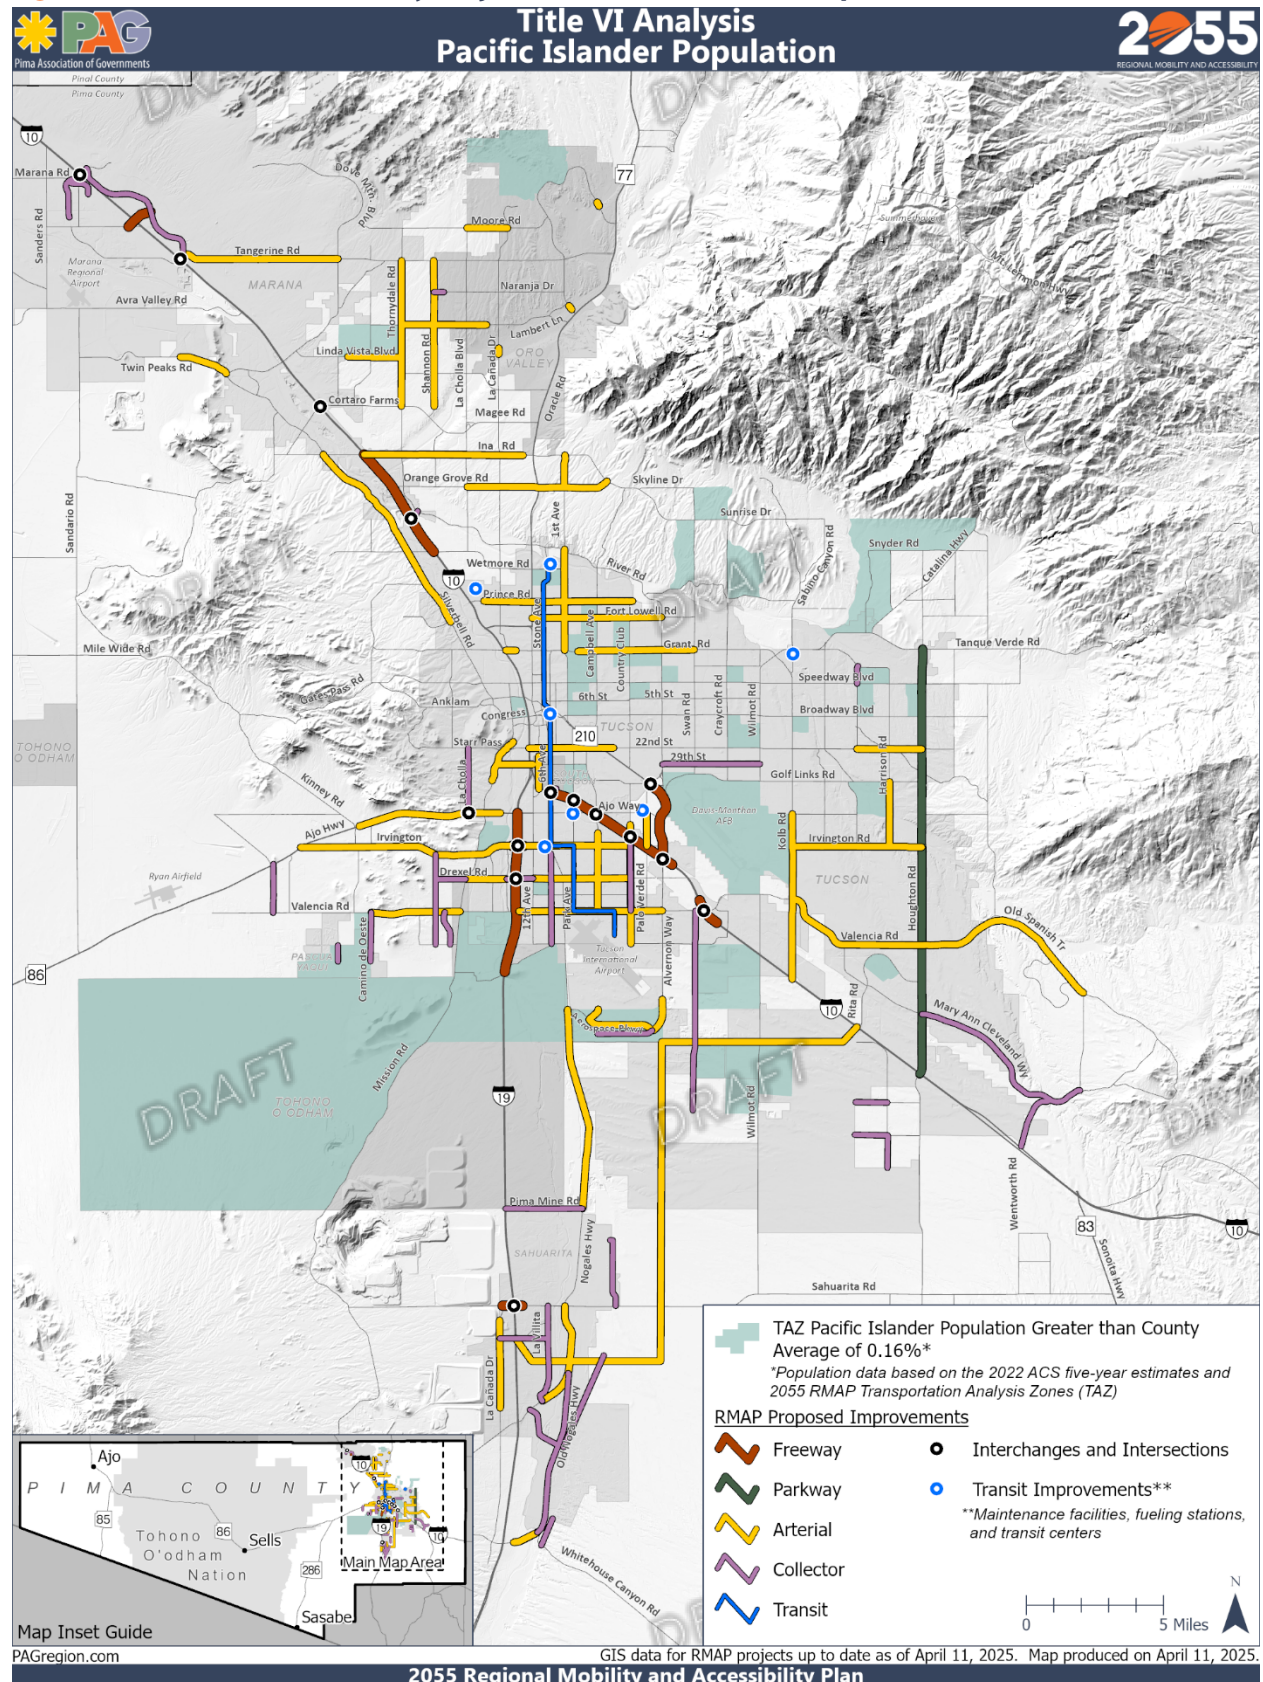 Title VI Analysis
Pacific Islander Population
PAG
Pima Association of Governments
2055
REGIONAL MOBILITY AND ACCESSIBILITY
Pinal County
Pima County
DRAFT
DRAFT
10
Marana Rd
Dove Mtn. Blvd
77
Sanders Rd
Moore Rd
Summerhaven
Mt Lemmon Hwy
Tangerine Rd
Marana
Regional
Airport
MARANA
Naranja Dr
Avra Valley Rd
Thornydale Rd
Lambert Ln
Linda Vista Blvd
Shannon Rd
La Cholla Blvd
La Cañada Dr
ORO
VALLEY
Twin Peaks Rd
Oracle Rd
Cortaro Farms
Magee Rd
Ina Rd
Orange Grove Rd
Skyline Dr
Sandario Rd
1st Ave
Sunrise Dr
Snyder Rd
Catalina Hwy
Sabino Canyon Rd
Wetmore Rd
River Rd
DRAFT
DRAFT
10
Prince Rd
Silverbell Rd
Stone Ave
Fort Lowell Rd
Campbell Ave
Country Club
Mile Wide Rd
Grant Rd
Tanque Verde Rd
Speedway Blvd
Gates Pass Rd
Anklam
6th St
5th St
Swan Rd
Craycroft Rd
Wilmot Rd
Congress
Broadway Blvd
TUCSON
210
TOHONO
O ODHAM
Starr Pass
22nd St
29th St
6th Ave
Harrison Rd
Golf Links Rd
La Cholla
Kinney Rd
Ajo Way
Davis-Monthan
AFB
Ajo Hwy
Irvington
Kolb Rd
Irvington Rd
Drexel Rd
Ryan Airfield
TUCSON
Houghton Rd
Valencia Rd
12th Ave
Park Ave
Palo Verde Rd
Old Spanish Tr
Camino de Oeste
Valencia Rd
PASCUA
YAQUI
Tucson
International
Airport
Alvernon Way
86
Rita Rd
10
Aerospace Pkwy
Mary Ann Cleveland Wy
Mission Rd
DRAFT
DRAFT
TOHONO
O ODHAM
19
Wilmot Rd
Pima Mine Rd
Wentworth Rd
83
10
SAHUARITA
Nogales Hwy
Sonoita Hwy
Sahuarita Rd
La Villita
La Cañada Dr
Old Nogales Hwy
Whitehouse Canyon Rd
TAZ Pacific Islander Population Greater than County
Average of 0.16%*
*Population data based on the 2022 ACS five-year estimates and
2055 RMAP Transportation Analysis Zones (TAZ)
RMAP Proposed Improvements
Freeway
Interchanges and Intersections
Parkway
Transit Improvements**
**Maintenance facilities, fueling stations,
and transit centers
Arterial
Collector
Transit
N
0 5 Miles
Ajo
PIMA COUNTY
10
85
86
Tohono
O'odham
Nation
Sells
19
10
286
Main Map Area
Sasabe
Map Inset Guide
PAGregion.com
GIS data for RMAP projects up to date as of April 11, 2025. Map produced on April 11, 2025.
2055 Regional Mobility and Accessibility Plan